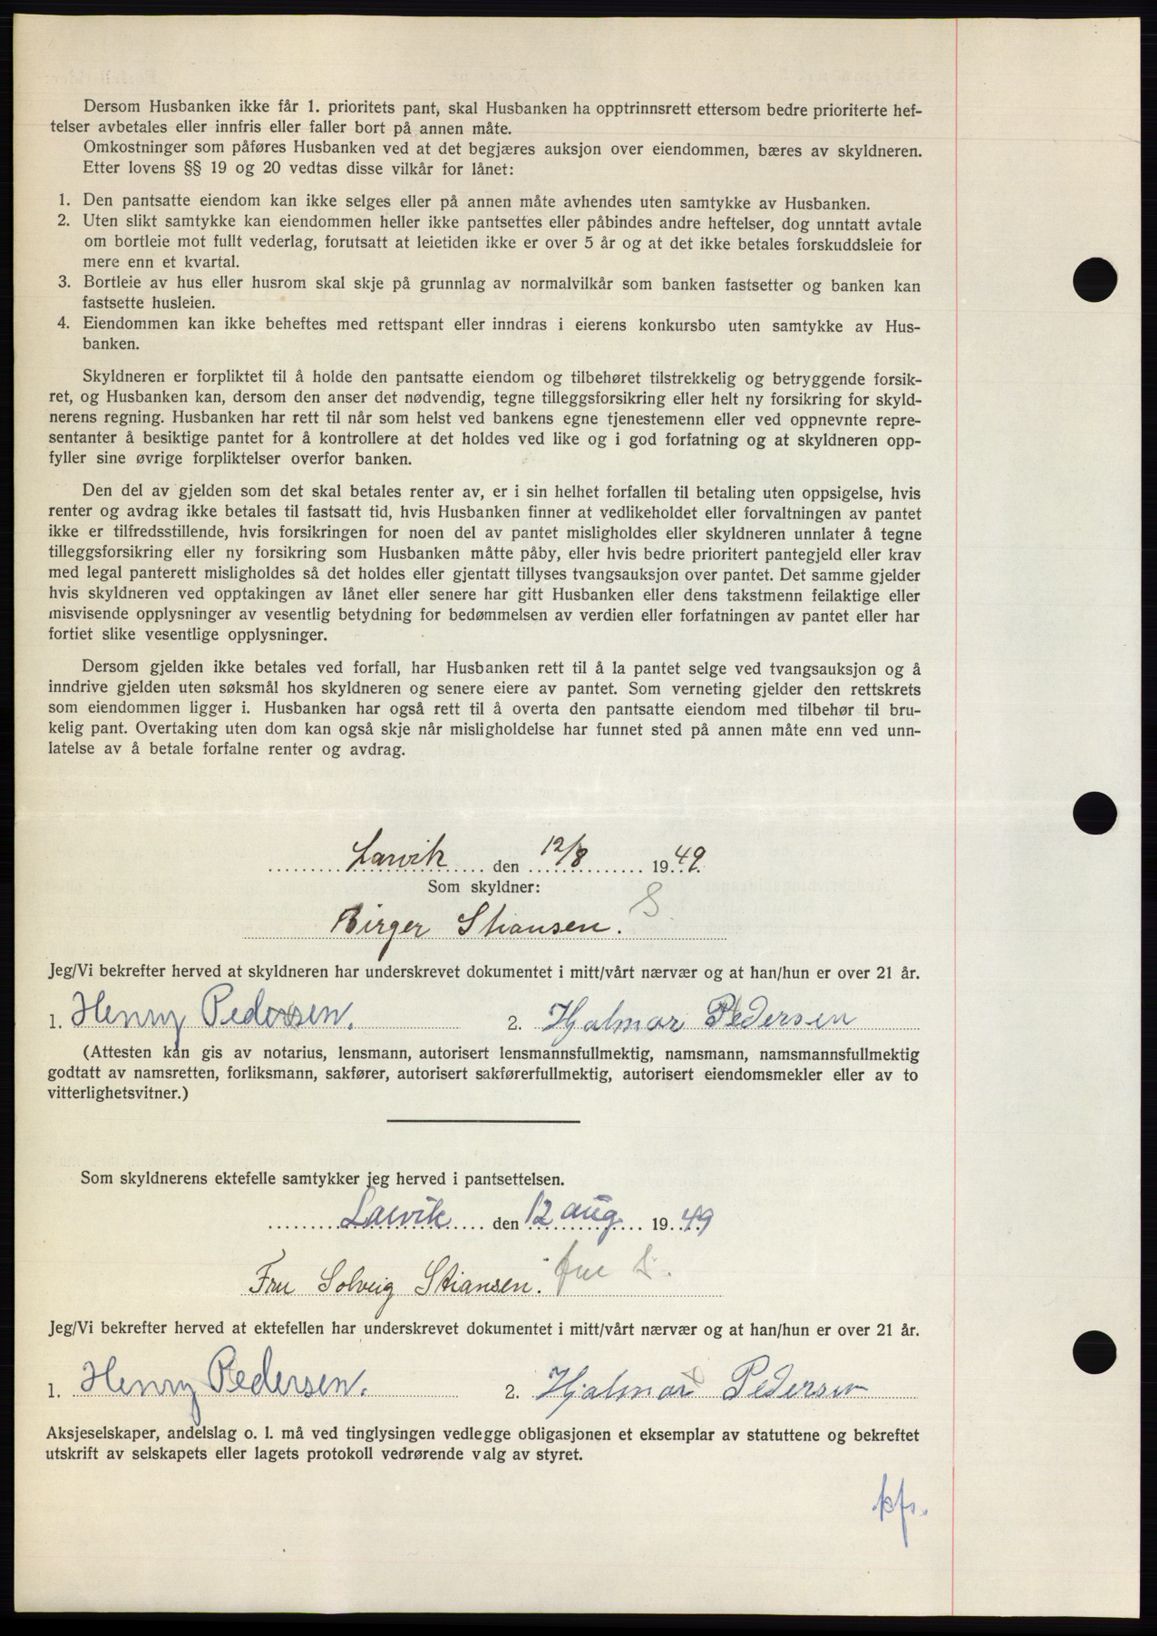 Dersom Husbanken ikke får 1. prioritets pant, skal Husbanken ha opptrinnsrett ettersom bedre prioriterte hef-
telser avbetales eller innfris eller faller bort på annen måte.
Omkostninger som påføres Husbanken ved at det begjæres auksjon over eiendommen, bæres av skyldneren.
Etter lovens §§ 19 og 20 vedtas disse vilkår for lånet:
1. Den pantsatte eiendom kan ikke selges eller på annen måte avhendes uten samtykke av Husbanken.
2. Uten slikt samtykke kan eiendommen heller ikke pantsettes eller påbindes andre heftelser, dog unntatt avtale
om bortleie mot fullt vederlag, forutsatt at leietiden ikke er over 5 år og at det ikke betales forskuddsleie for
mere enn et kvartal.
3. Bortleie av hus eller husrom skal skje på grunnlag av normalvilkår som banken fastsetter og banken kan
fastsette husleien.
4. Eiendommen kan ikke beheftes med rettspant eller inndras i eierens konkursbo uten samtykke av Hus-
banken.
Skyldneren er forpliktet til å holde den pantsatte eiendom og tilbehøret tilstrekkelig og betryggende forsik-
ret, og Husbanken kan, dersom den anser det nødvendig, tegne tilleggsforsikring eller helt ny forsikring for skyld-
nerens regning. Husbanken har rett til når som helst ved bankens egne tjenestemenn eller ved oppnevnte repre-
sentanter å besiktige pantet for å kontrollere at det holdes ved like og i god forfatning og at skyldneren opp-
fyller sine øvrige forpliktelser overfor banken.
Den del av gjelden som det skal betales renter av, er i sin helhet forfallen til betaling uten oppsigelse, hvis
renter og avdrag ikke betales til fastsatt tid, hvis Husbanken finner at vedlikeholdet eller forvaltningen av pantet
ikke er tilfredsstillende, hvis forsikringen for noen del av pantet misligholdes eller skyldneren unnlater å tegne
tilleggsforsikring eller ny forsikring som Husbanken måtte påby, eller hvis bedre prioritert pantegjeld eller krav
med legal panterett misligholdes så det holdes eller gjentatt tillyses tvangsauksjon over pantet. Det samme gjelder
hvis skyldneren ved opptakingen av lånet eller senere har gitt Husbanken eller dens takstmenn feilaktige eller
misvisende opplysninger av vesentlig betydning for bedømmelsen av verdien eller forfatningen av pantet eller har
fortiet slike vesentlige opplysninger.
Dersom gjelden ikke betales ved forfall, har Husbanken rett til å la pantet selge ved tvangsauksjon og å
inndrive gjelden uten søksmål hos skyldneren og senere eiere av pantet. Som verneting gjelder den rettskrets
som eiendommen ligger i. Husbanken har også rett til å overta den pantsatte eiendom med tilbehør til bru-
kelig pant. Overtaking uten dom kan også skje når misligholdelse har funnet sted på annen måte enn ved unn-
latelse av å betale forfalne renter og avdrag.
Larvik den 12/8 1949
Som skyldner:
Birger Stiansen. S
Jeg/Vi bekrefter herved at skyldneren har underskrevet dokumentet i mitt/vårt nærvær og at han/hun er over 21 år.
1. Henry Pedersen. 2. Hjalmar Pedersen
(Attesten kan gis av notarius, lensmann, autorisert lensmannsfullmektig, namsmann, namsmannsfullmektig
godtatt av namsretten, forliksmann, sakfører, autorisert sakførerfullmektig, autorisert eiendomsmekler eller av to
vitterlighetsvitner.)
Som skyldnerens ektefelle samtykker jeg herved i pantsettelsen.
Larvik den 12 aug 1949
Fru Solveig Stiansen. fru S.
Jeg/Vi bekrefter herved at ektefellen har underskrevet dokumentet i mitt/vårt nærvær og at han/hun er over 21 år.
1. Henry Pedersen. 2. Hjalmar Pedersen
Aksjeselskaper, andelslag o. l. må ved tinglysingen vedlegge obligasjonen et eksemplar av statuttene og bekreftet
utskrift av selskapets eller lagets protokoll vedrørende valg av styret.